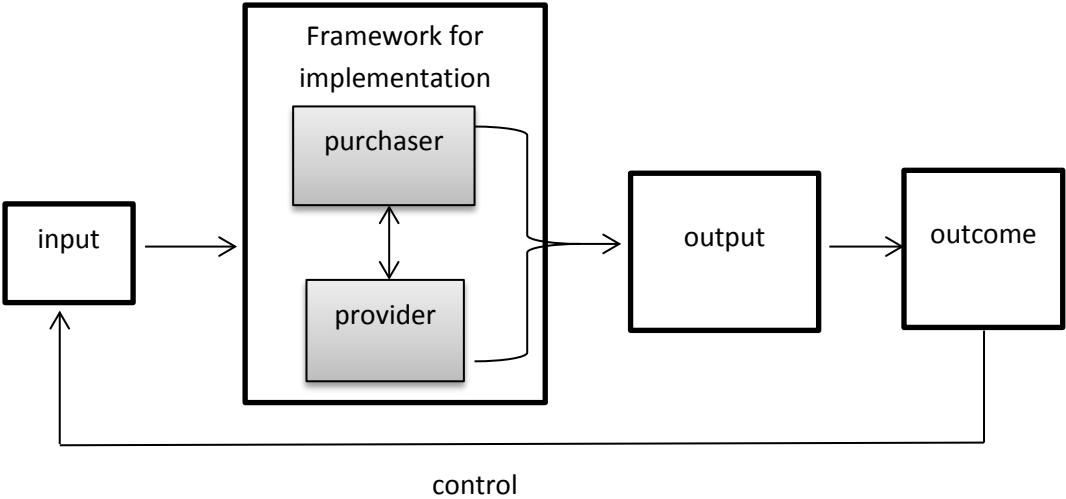 Framework for
implementation
purchaser
input
provider
output
outcome
control